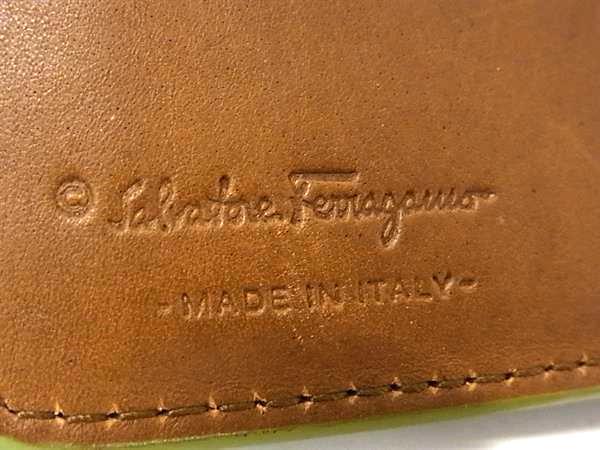 © Salvatore Ferragamo
-MADE IN ITALY-